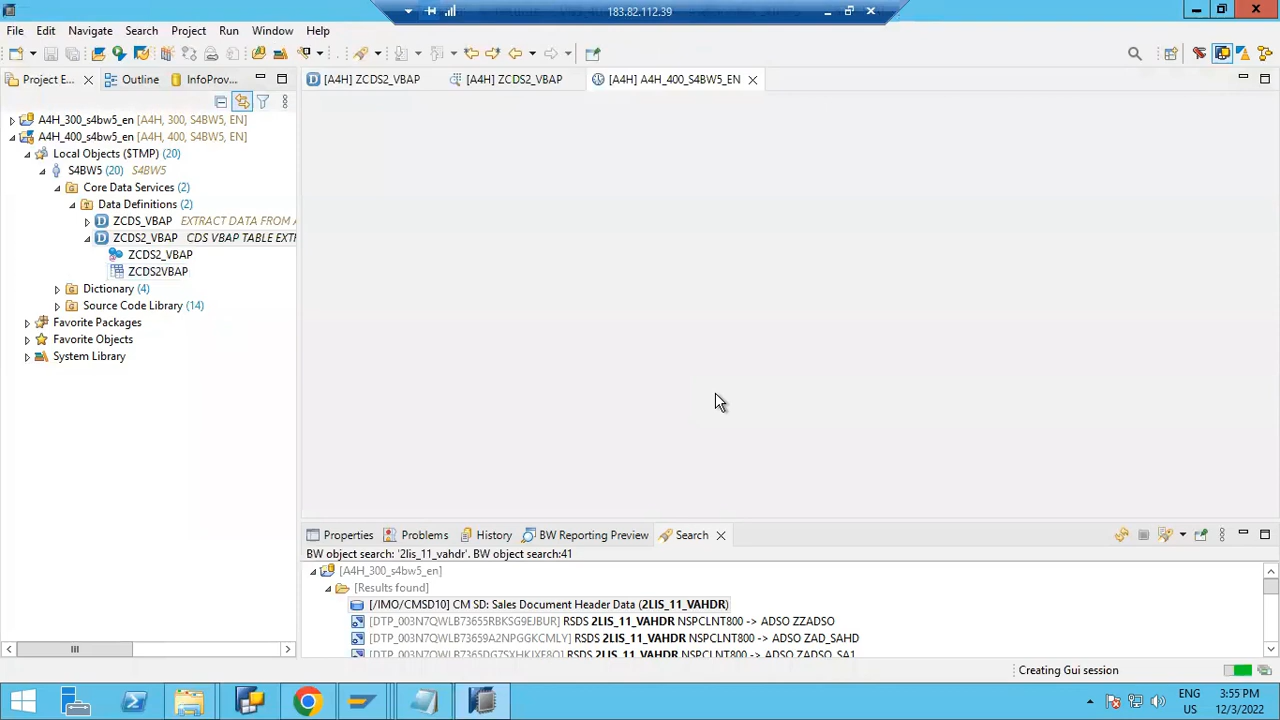 183.82.112.39
File Edit Navigate Search Project Run Window Help
Project E... Outline InfoProv...
[A4H] ZCDS2_VBAP [A4H] ZCDS2_VBAP [A4H] A4H_400_S4BW5_EN
A4H_300_s4bw5_en [A4H, 300, S4BW5, EN]
A4H_400_s4bw5_en [A4H, 400, S4BW5, EN]
Local Objects ($TMP) (20)
S4BW5 (20) S4BW5
Core Data Services (2)
Data Definitions (2)
ZCDS_VBAP EXTRACT DATA FROM
ZCDS2_VBAP CDS VBAP TABLE EXT
ZCDS2_VBAP
ZCDS2VBAP
Dictionary (4)
Source Code Library (14)
Favorite Packages
Favorite Objects
System Library
Properties Problems History BW Reporting Preview Search
BW object search: '2lis_11_vahdr'. BW object search:41
[A4H_300_s4bw5_en]
[Results found]
[/IMO/CMSD10] CM SD: Sales Document Header Data (2LIS_11_VAHDR)
[DTP_003N7QWLB73655RBKSG9EJBUR] RSDS 2LIS_11_VAHDR NSPCLNT800 -> ADSO ZZADSO
[DTP_003N7QWLB73659A2NPGGKCMLY] RSDS 2LIS_11_VAHDR NSPCLNT800 -> ADSO ZAD_SAHD
[DTP_003N7QWLB7365DG7SXHKIXE8O] RSDS 2LIS_11_VAHDR NSPCLNT800 -> ADSO ZADSO_SA1
Creating Gui session
ENG 3:55 PM
US 12/3/2022